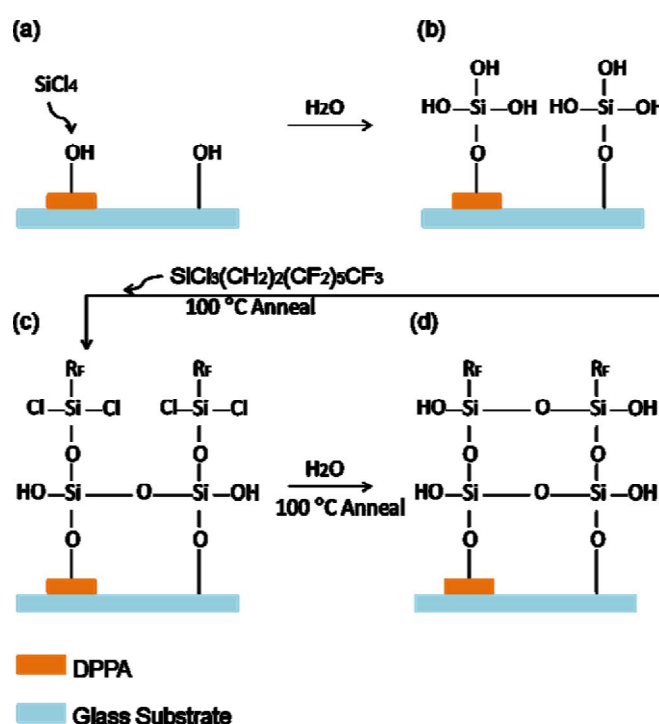 (a)
SiCl4
OH
OH
H2O
(b)
OH
OH
HO—Si—OH
HO—Si—OH
O
O
SiCl3(CH2)2(CF2)5CF3
100 °C Anneal
(c)
RF
RF
Cl—Si—Cl
Cl—Si—Cl
O
O
HO—Si—O—Si—OH
O
O
H2O
100 °C Anneal
(d)
RF
RF
HO—Si—O—Si—OH
O
O
HO—Si—O—Si—OH
O
O
DPPA
Glass Substrate